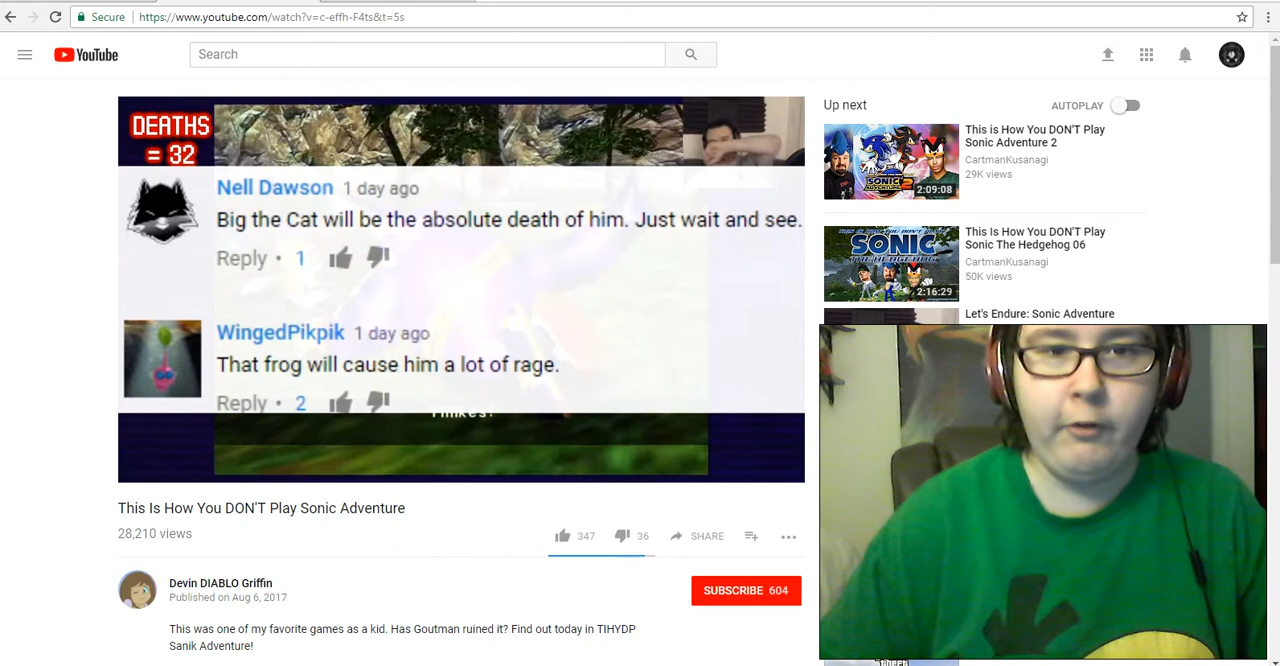 Secure
https://www.youtube.com/watch?v=c-effh-F4ts&t=5s
YouTube
Search
DEATHS
= 32
Nell Dawson 1 day ago
Big the Cat will be the absolute death of him. Just wait and see.
Reply • 1
WingedPikpik 1 day ago
That frog will cause him a lot of rage.
Reply • 2
This Is How You DON'T Play Sonic Adventure
28,210 views
347
36
SHARE
Devin DIABLO Griffin
Published on Aug 6, 2017
SUBSCRIBE 604
This was one of my favorite games as a kid. Has Goutman ruined it? Find out today in TIHYDP
Sanik Adventure!
Up next
AUTOPLAY
This is How You DON'T Play
Sonic Adventure 2
CartmanKusanagi
29K views
SONIC
ADVENTURE 2
2:09:08
This Is How You DON'T Play
Sonic The Hedgehog 06
CartmanKusanagi
50K views
SONIC
THE HEDGEHOG
2:16:29
Let's Endure: Sonic Adventure